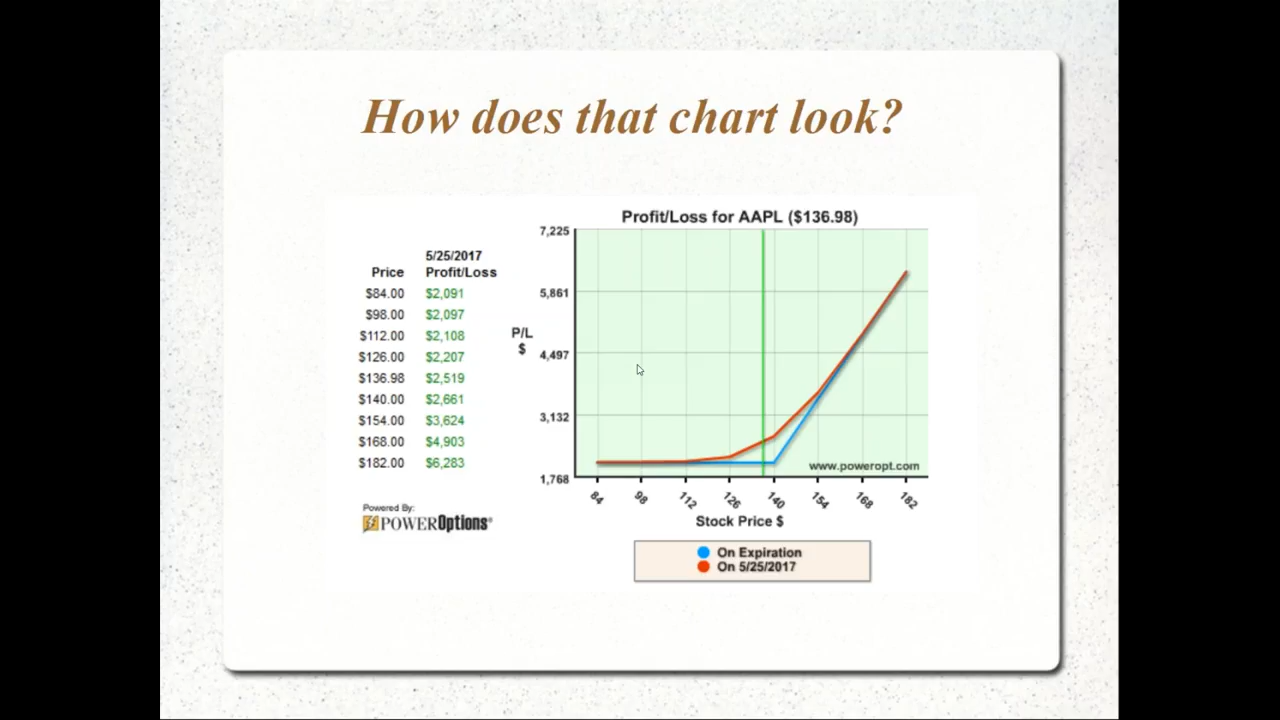 How does that chart look?
Profit/Loss for AAPL ($136.98)
5/25/2017
Price Profit/Loss
$84.00 $2,091
$98.00 $2,097
$112.00 $2,108
$126.00 $2,207
$136.98 $2,519
$140.00 $2,661
$154.00 $3,624
$168.00 $4,903
$182.00 $6,283
Powered By:
POWEROptions®
P/L
$
7,225
5,861
4,497
3,132
1,768
www.poweropt.com
84 98 112 126 140 154 168 182
Stock Price $
On Expiration
On 5/25/2017